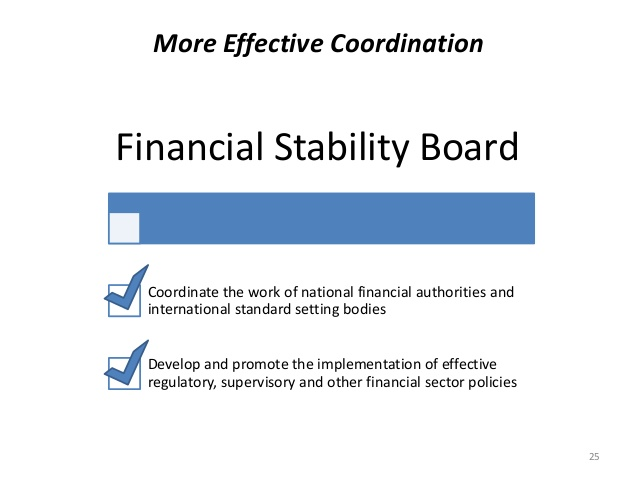 More Effective Coordination
Financial Stability Board
Coordinate the work of national financial authorities and
international standard setting bodies
Develop and promote the implementation of effective
regulatory, supervisory and other financial sector policies
25